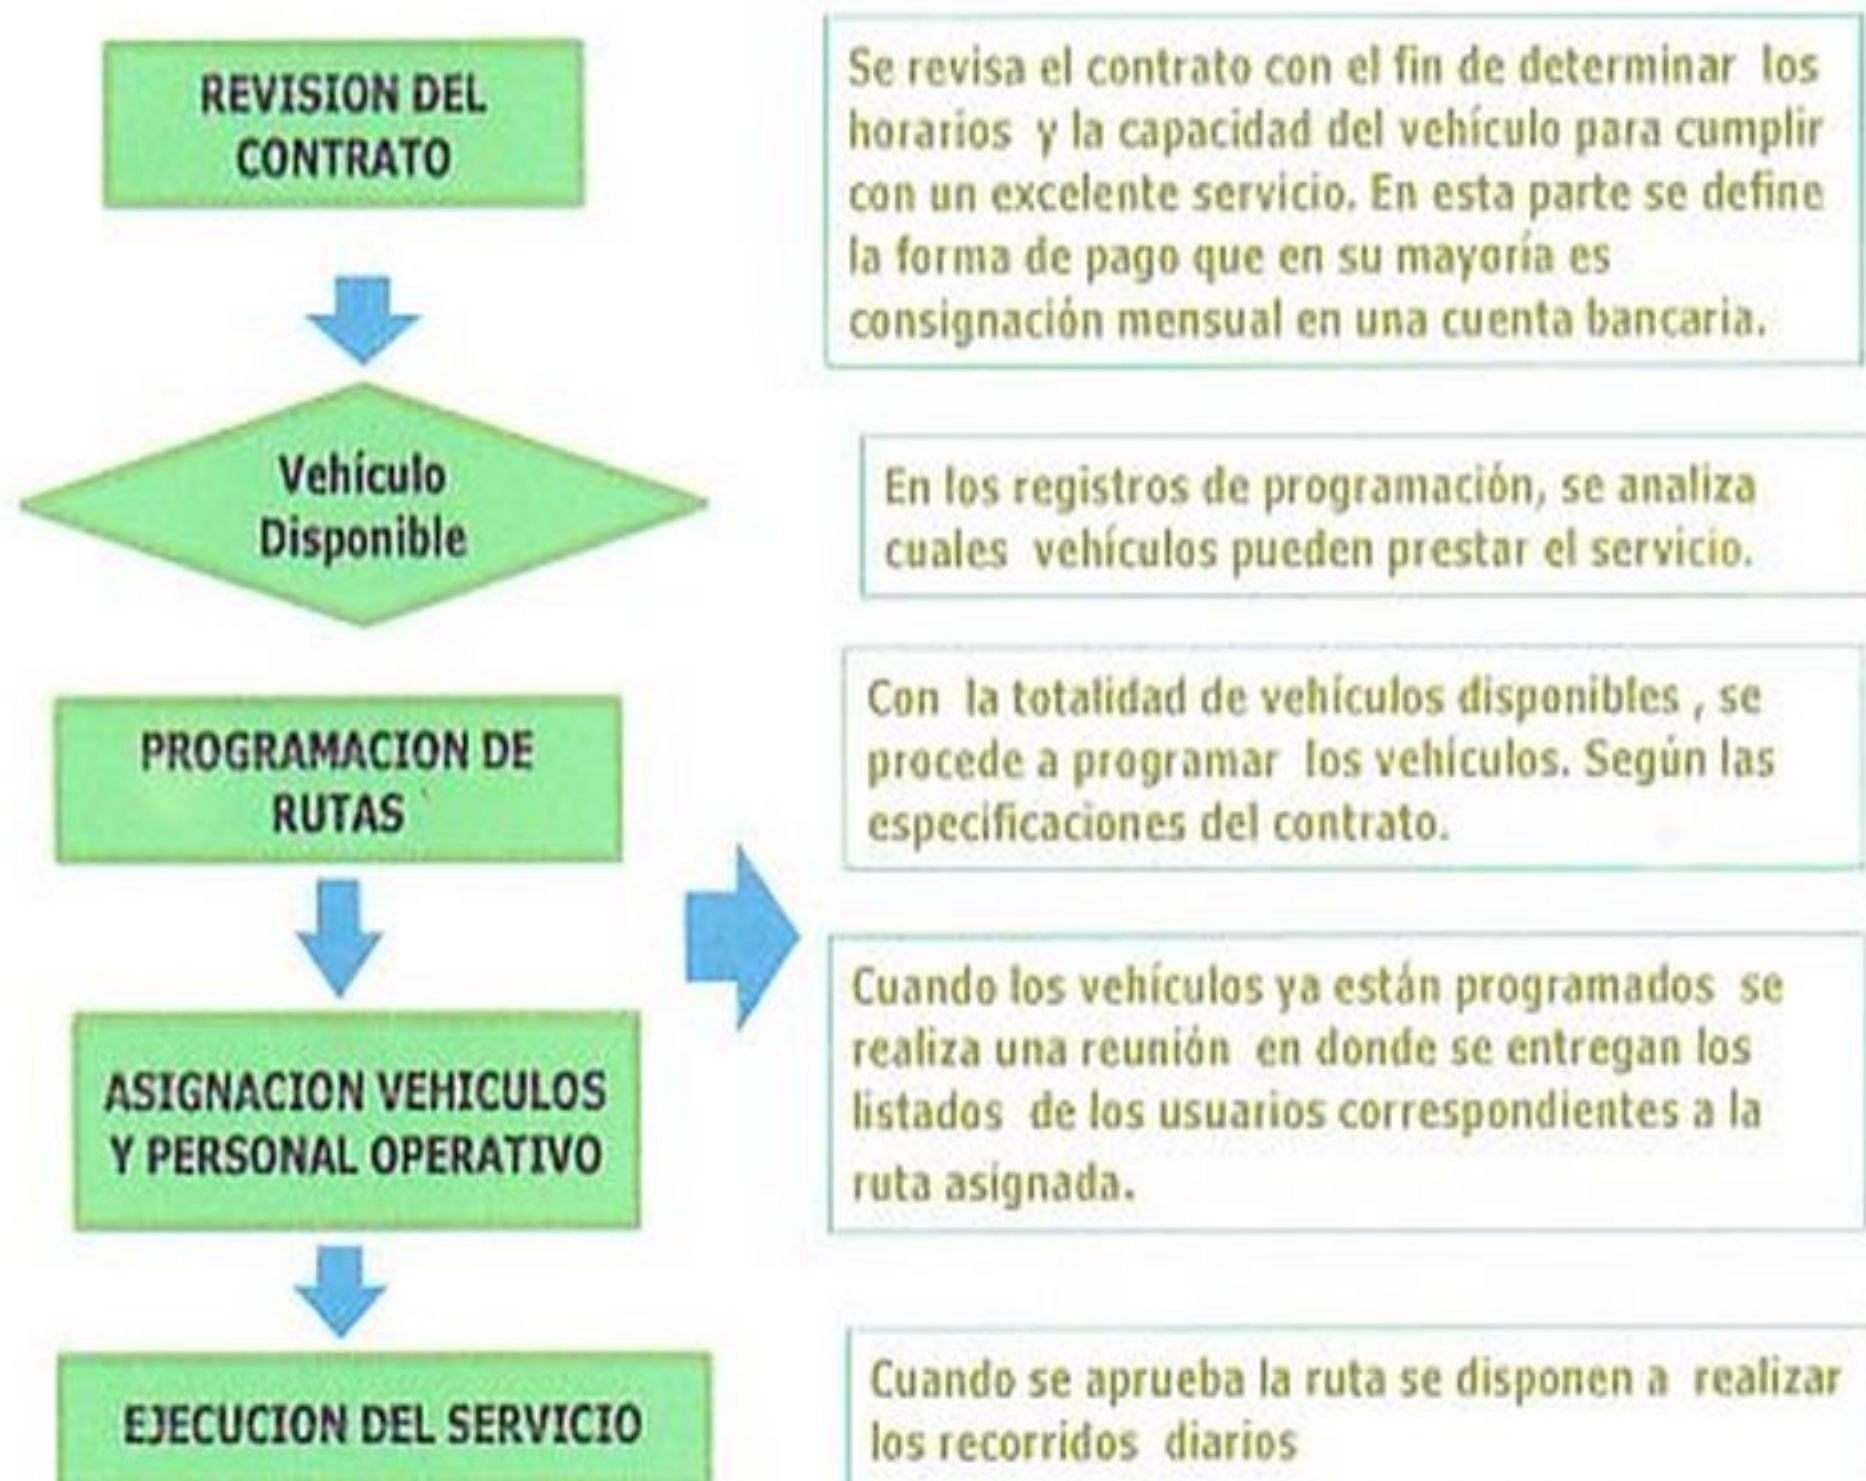 REVISION DEL
CONTRATO
Se revisa el contrato con el fin de determinar los
horarios y la capacidad del vehículo para cumplir
con un excelente servicio. En esta parte se define
la forma de pago que en su mayoría es
consignación mensual en una cuenta bancaria.
Vehículo
Disponible
En los registros de programación, se analiza
cuales vehículos pueden prestar el servicio.
PROGRAMACION DE
RUTAS
Con la totalidad de vehículos disponibles , se
procede a programar los vehículos. Según las
especificaciones del contrato.
ASIGNACION VEHICULOS
Y PERSONAL OPERATIVO
Cuando los vehículos ya están programados se
realiza una reunión en donde se entregan los
listados de los usuarios correspondientes a la
ruta asignada.
EJECUCION DEL SERVICIO
Cuando se aprueba la ruta se disponen a realizar
los recorridos diarios